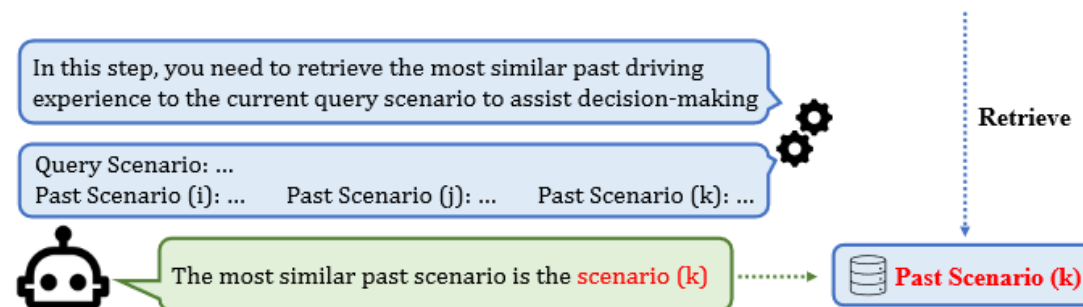 In this step, you need to retrieve the most similar past driving
experience to the current query scenario to assist decision-making
Retrieve
Query Scenario: ...
Past Scenario (i): ... Past Scenario (j): ... Past Scenario (k): ...
The most similar past scenario is the scenario (k)
Past Scenario (k)